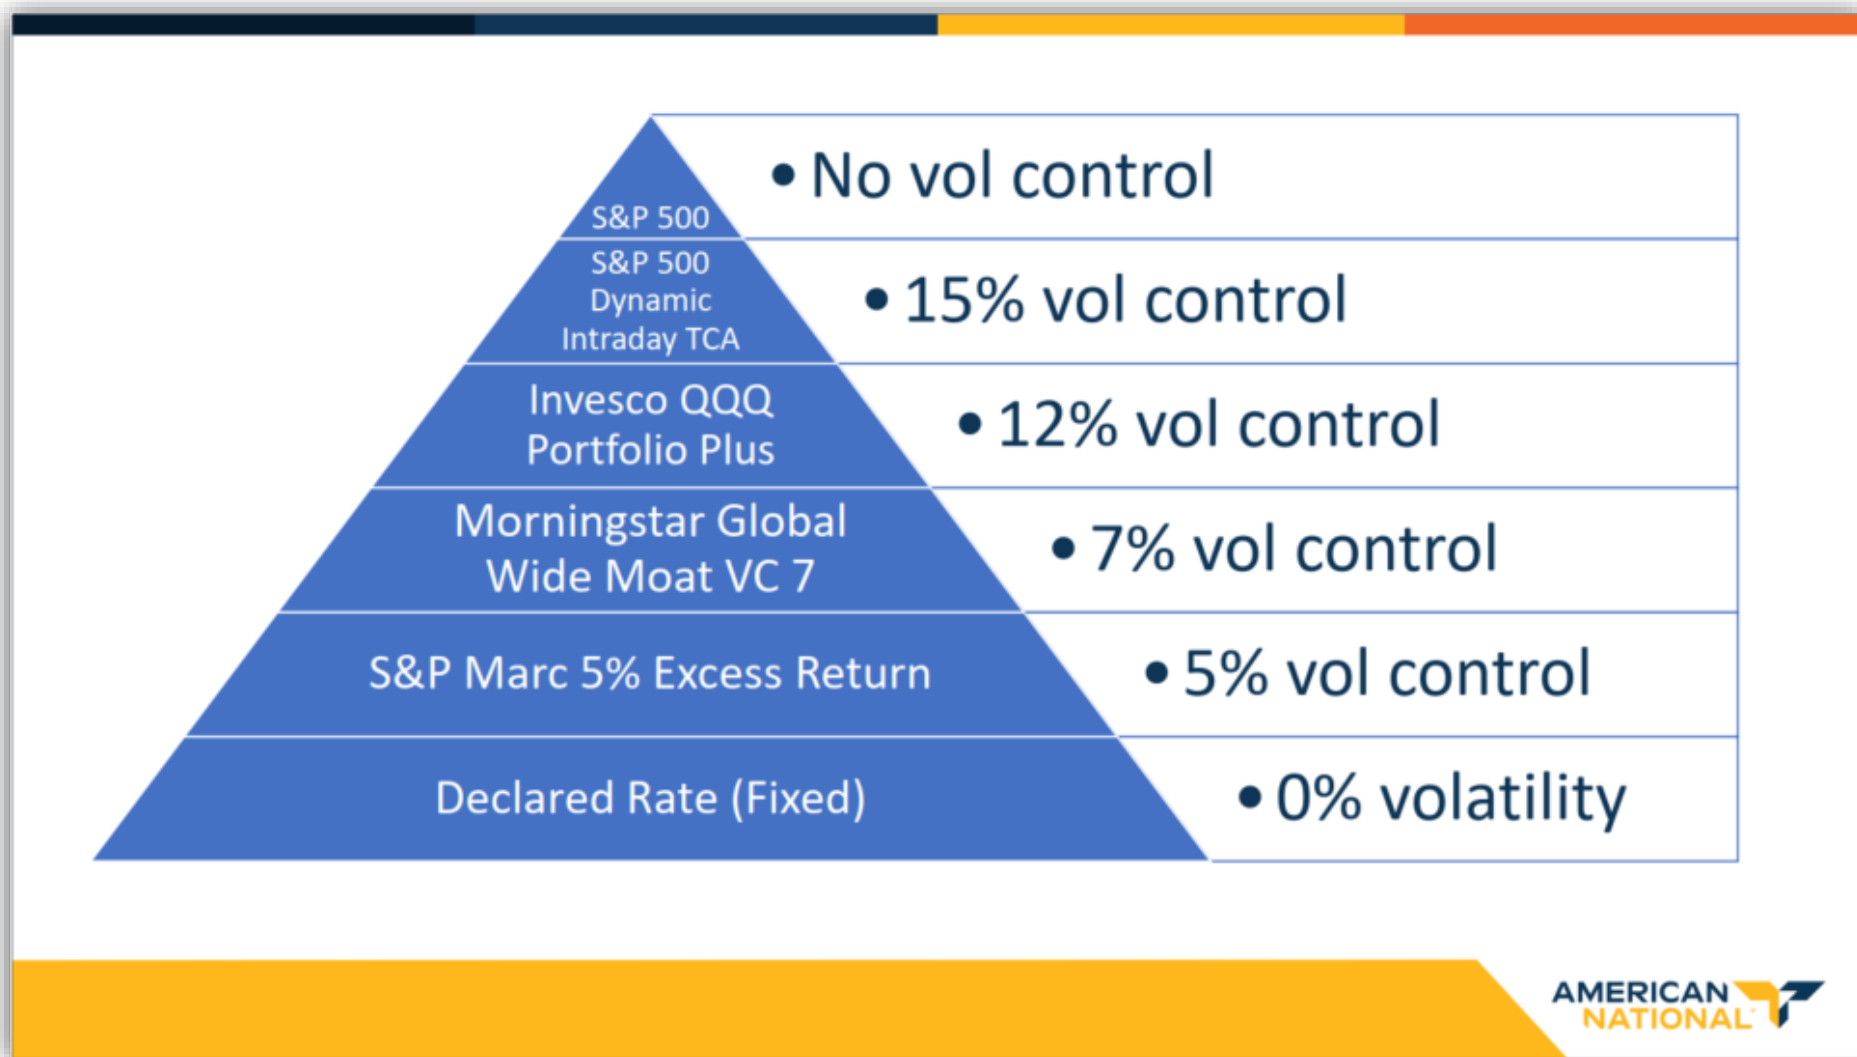 S&P 500
• No vol control
S&P 500
Dynamic
Intraday TCA
• 15% vol control
Invesco QQQ
Portfolio Plus
• 12% vol control
Morningstar Global
Wide Moat VC 7
• 7% vol control
S&P Marc 5% Excess Return
• 5% vol control
Declared Rate (Fixed)
• 0% volatility
AMERICAN
NATIONAL